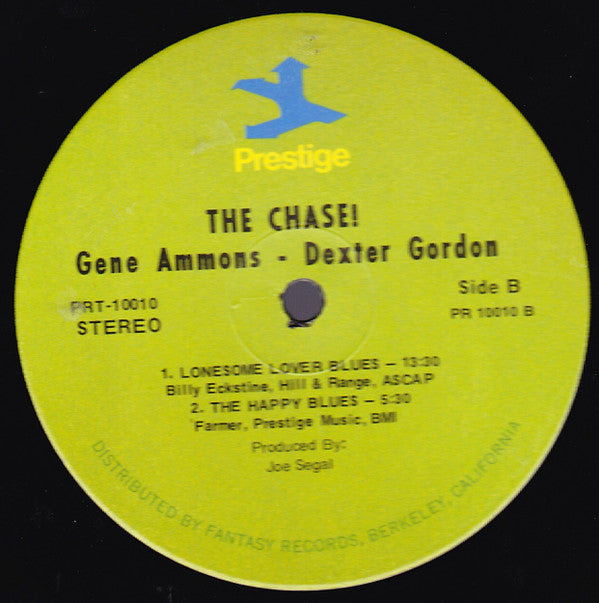 Prestige
THE CHASE!
Gene Ammons - Dexter Gordon
PRT-10010
STEREO
Side B
PR 10010 B
1. LONESOME LOVER BLUES – 13:30
Billy Eckstine, Hill & Range, ASCAP
2. THE HAPPY BLUES – 5:30
Farmer, Prestige Music, BMI
Produced By:
Joe Segal
DISTRIBUTED BY FANTASY RECORDS, BERKELEY, CALIFORNIA